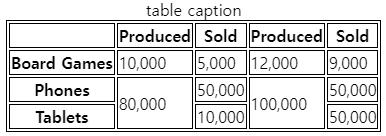 table caption
Produced Sold Produced Sold
Board Games 10,000 5,000 12,000 9,000
Phones 80,000 50,000 100,000 50,000
Tablets 10,000 50,000